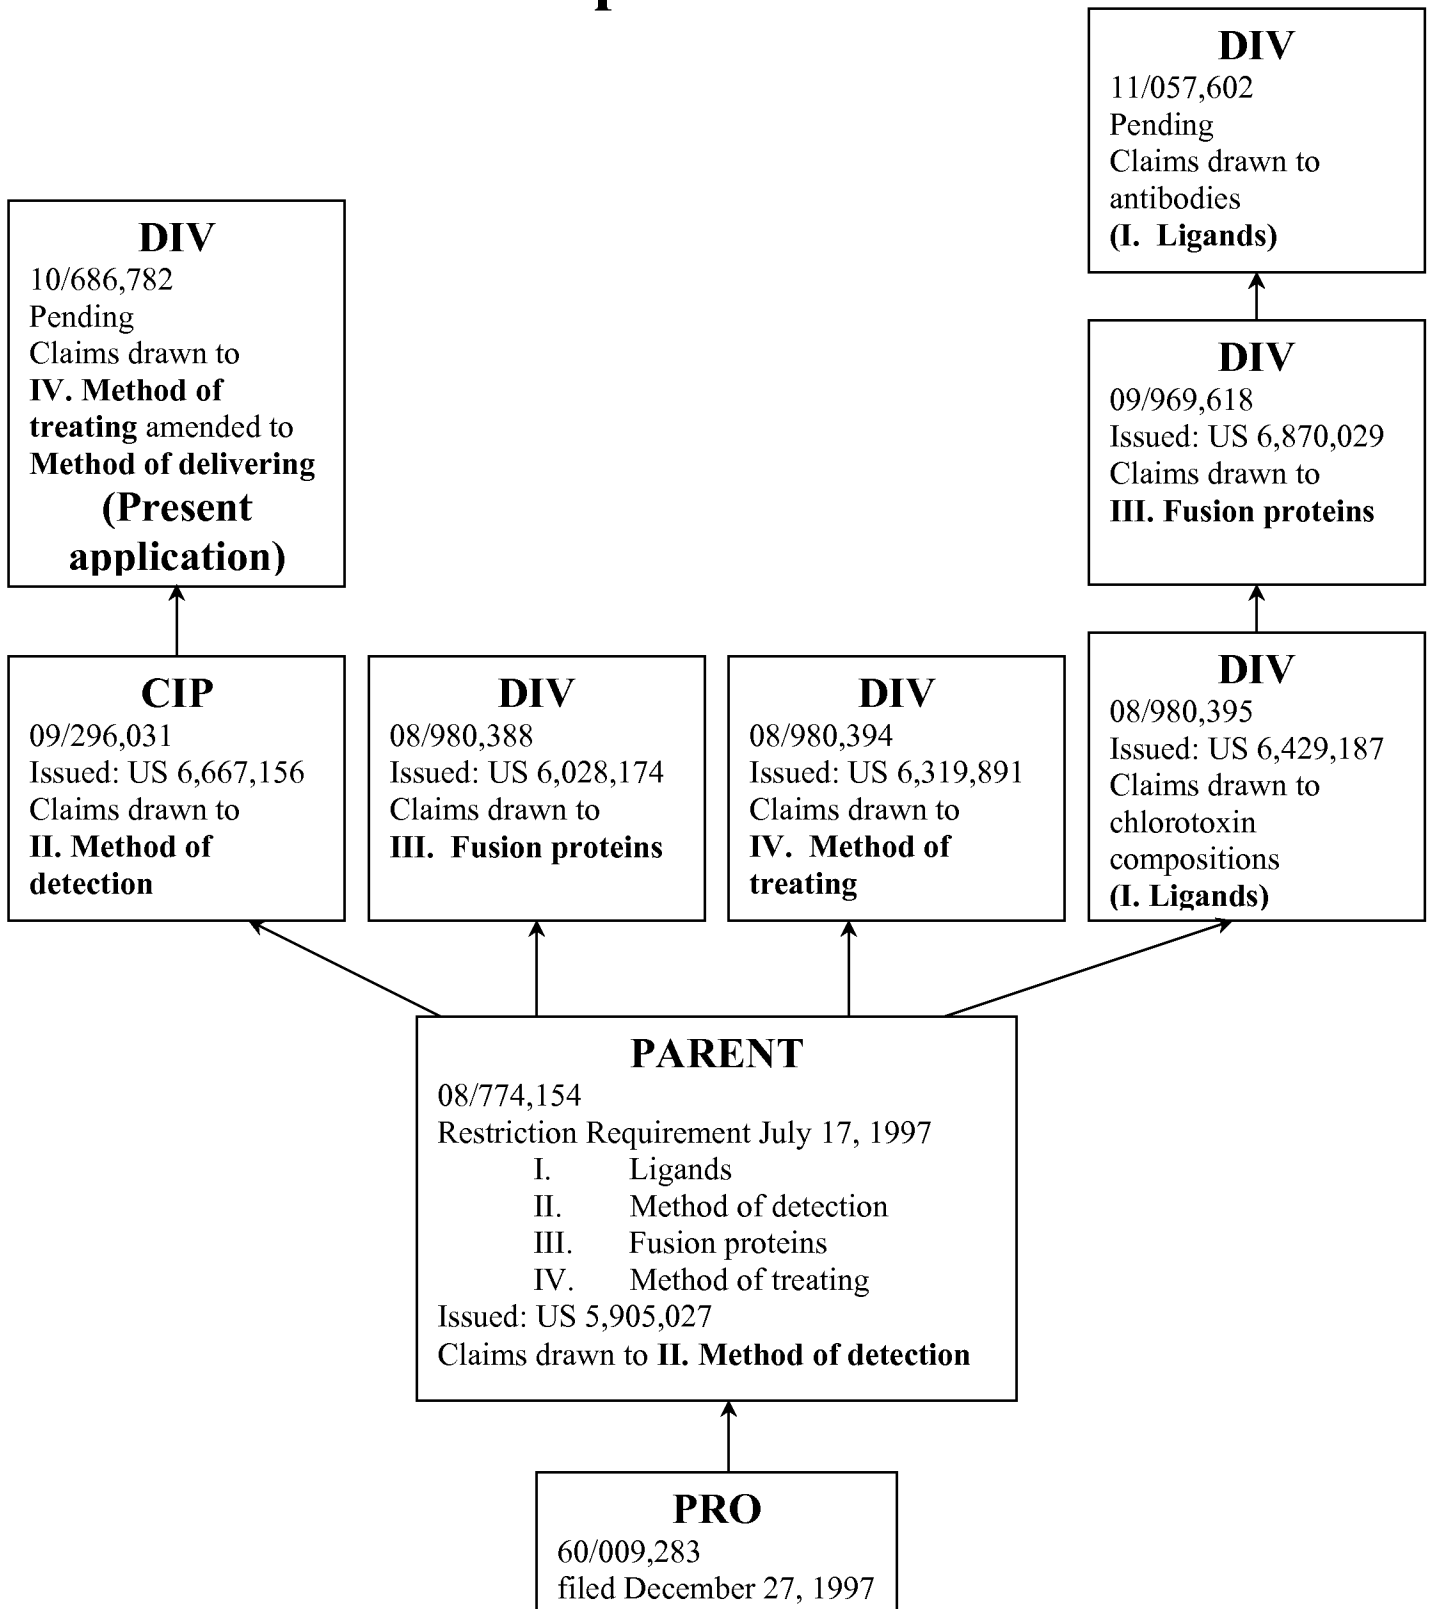 DIV
11/057,602
Pending
Claims drawn to
antibodies
(I. Ligands)
DIV
10/686,782
Pending
Claims drawn to
IV. Method of
treating amended to
Method of delivering
(Present
application)
DIV
09/969,618
Issued: US 6,870,029
Claims drawn to
III. Fusion proteins
CIP
09/296,031
Issued: US 6,667,156
Claims drawn to
II. Method of
detection
DIV
08/980,388
Issued: US 6,028,174
Claims drawn to
III. Fusion proteins
DIV
08/980,394
Issued: US 6,319,891
Claims drawn to
IV. Method of
treating
DIV
08/980,395
Issued: US 6,429,187
Claims drawn to
chlorotoxin
compositions
(I. Ligands)
PARENT
08/774,154
Restriction Requirement July 17, 1997
I. Ligands
II. Method of detection
III. Fusion proteins
IV. Method of treating
Issued: US 5,905,027
Claims drawn to II. Method of detection
PRO
60/009,283
filed December 27, 1997